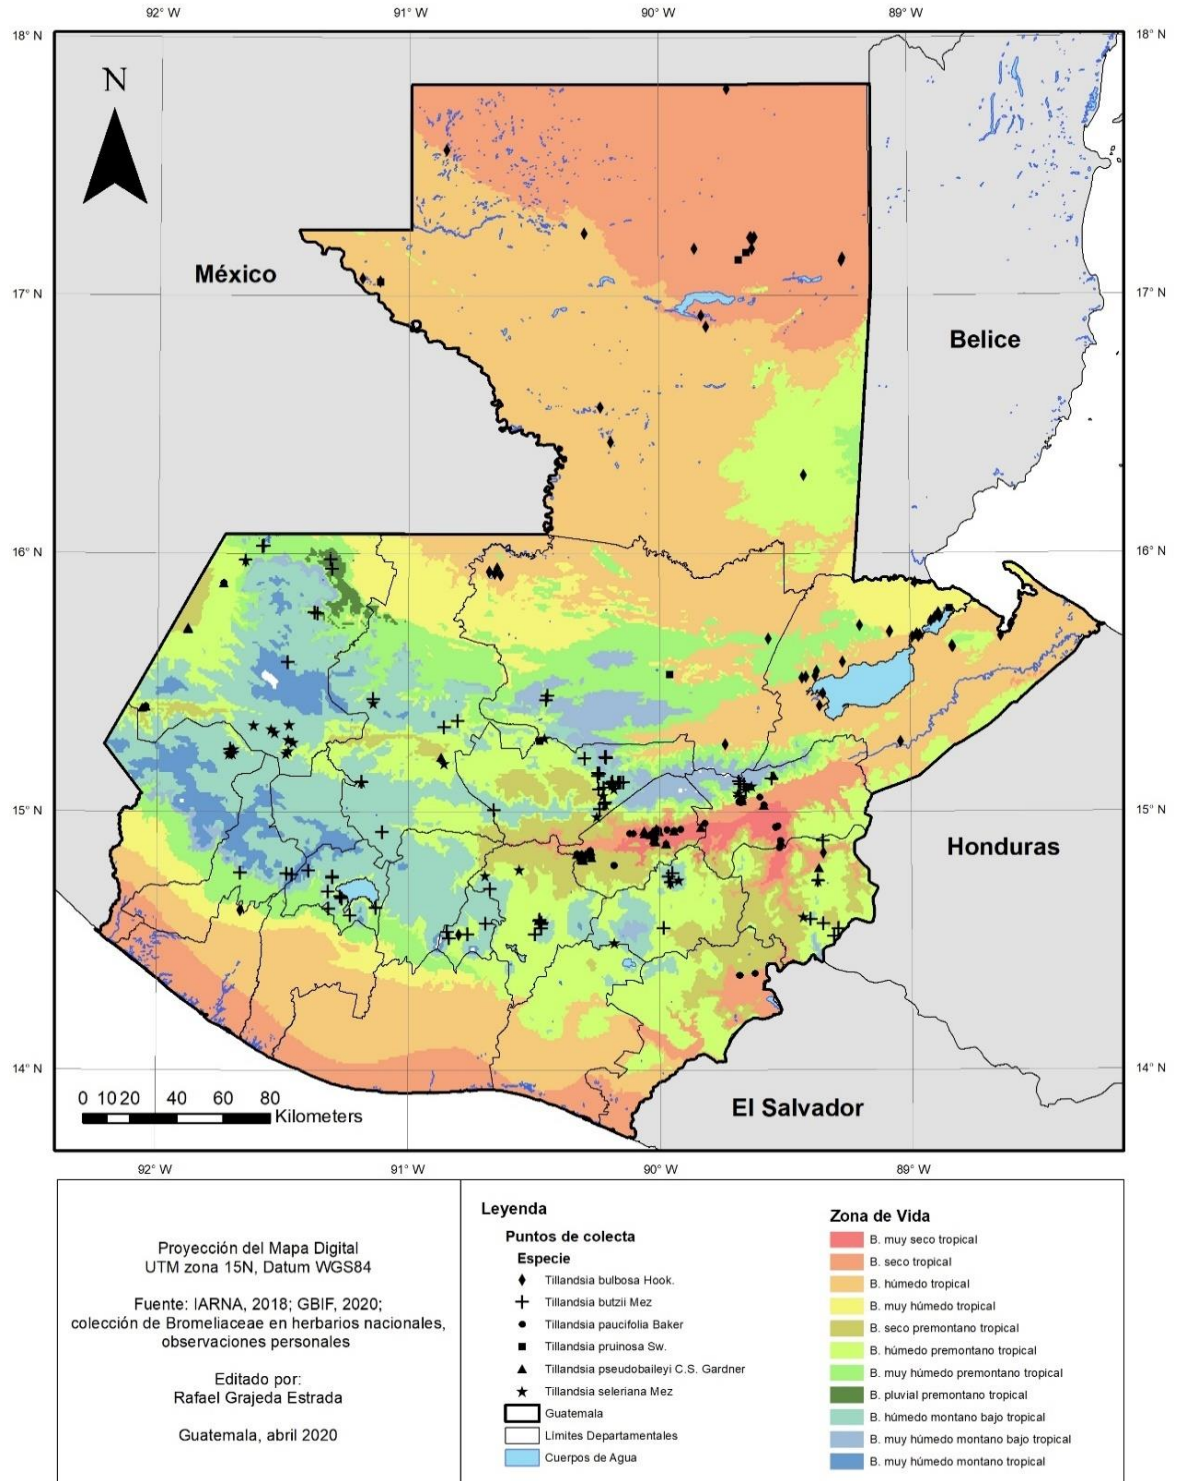 92° W 91° W 90° W 89° W
18° N 18° N
N
México
17° N 17° N
Belice
16° N 16° N
15° N 15° N
Honduras
14° N 14° N
0 10 20 40 60 80
Kilometers
El Salvador
92° W 91° W 90° W 89° W
Proyección del Mapa Digital
UTM zona 15N, Datum WGS84
Fuente: IARNA, 2018; GBIF, 2020;
colección de Bromeliaceae en herbarios nacionales,
observaciones personales
Editado por:
Rafael Grajeda Estrada
Guatemala, abril 2020
Leyenda
Puntos de colecta
Especie
Tillandsia bulbosa Hook.
Tillandsia butzii Mez
Tillandsia paucifolia Baker
Tillandsia pruinosa Sw.
Tillandsia pseudobaileyi C.S. Gardner
Tillandsia seleriana Mez
Guatemala
Límites Departamentales
Cuerpos de Agua
Zona de Vida
B. muy seco tropical
B. seco tropical
B. húmedo tropical
B. muy húmedo tropical
B. seco premontano tropical
B. húmedo premontano tropical
B. muy húmedo premontano tropical
B. pluvial premontano tropical
B. húmedo montano bajo tropical
B. muy húmedo montano bajo tropical
B. muy húmedo montano tropical